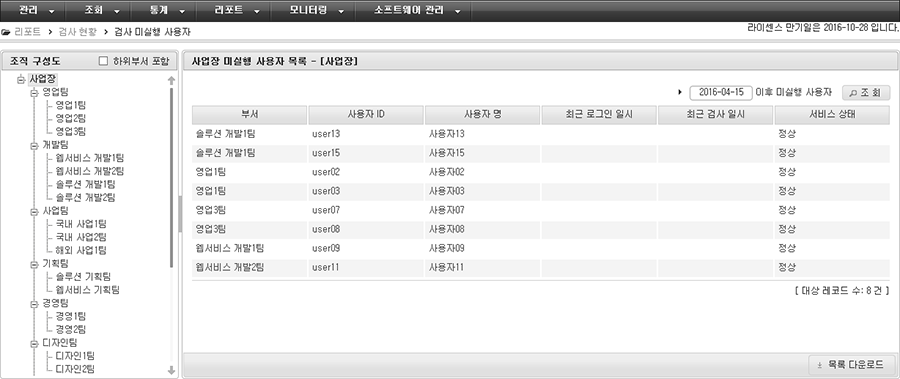 관리 조회 통계 리포트 모니터링 소프트웨어 관리
리포트 > 검사 현황 > 검사 미실행 사용자
라이센스 만기일은 2016-10-28 입니다.
조직 구성도 하위부서 포함
사업장
영업팀
영업1팀
영업2팀
영업3팀
개발팀
웹서비스 개발1팀
웹서비스 개발2팀
솔루션 개발1팀
솔루션 개발2팀
사업팀
국내 사업1팀
국내 사업2팀
해외 사업1팀
기획팀
솔루션 기획팀
웹서비스 기획팀
경영팀
경영1팀
경영2팀
디자인팀
디자인1팀
디자인2팀
사업장 미실행 사용자 목록 - [사업장]
2016-04-15 이후 미실행 사용자 조 회
부서 사용자 ID 사용자 명 최근 로그인 일시 최근 검사 일시 서비스 상태
솔루션 개발1팀 user13 사용자13 정상
솔루션 개발1팀 user15 사용자15 정상
영업1팀 user02 사용자02 정상
영업1팀 user03 사용자03 정상
영업3팀 user07 사용자07 정상
영업3팀 user08 사용자08 정상
웹서비스 개발1팀 user09 사용자09 정상
웹서비스 개발2팀 user11 사용자11 정상
[ 대상 레코드 수: 8 건 ]
목록 다운로드